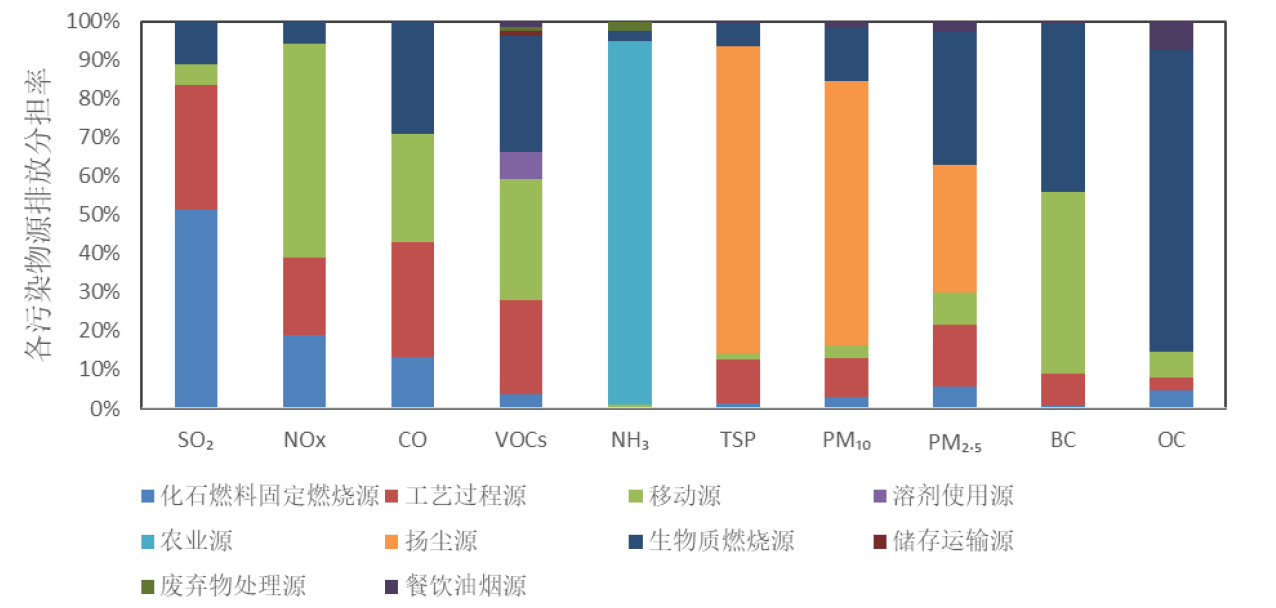 各污染物源排放分担率
100%
90%
80%
70%
60%
50%
40%
30%
20%
10%
0%
SO₂ NOx CO VOCs NH₃ TSP PM₁₀ PM₂.₅ BC OC
化石燃料固定燃烧源 工艺过程源 移动源 溶剂使用源
农业源 扬尘源 生物质燃烧源 储存运输源
废弃物处理源 餐饮油烟源